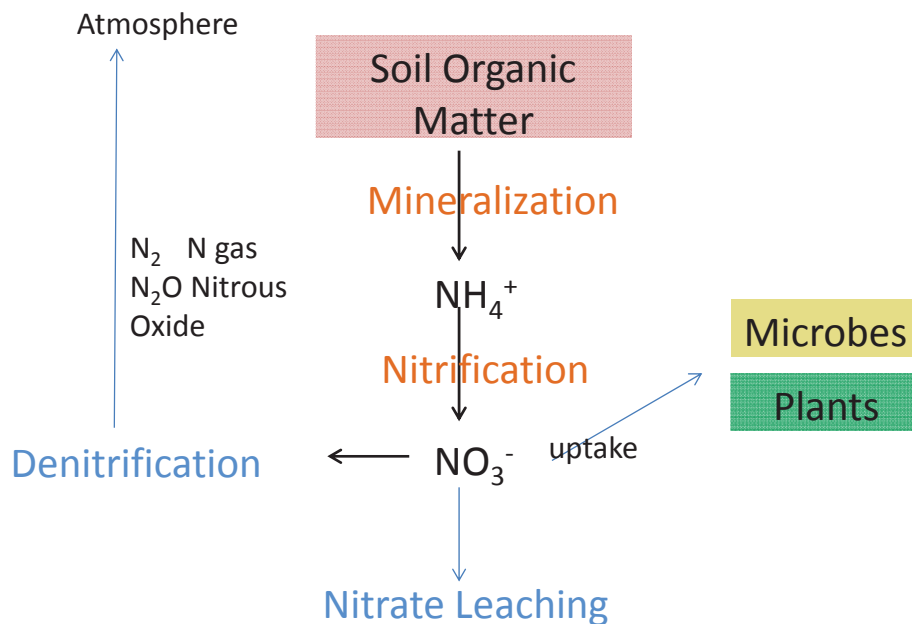 Atmosphere
Soil Organic
Matter
Mineralization
N₂ N gas
N₂O Nitrous
Oxide
NH₄⁺
Microbes
Nitrification
Plants
Denitrification
NO₃⁻
uptake
Nitrate Leaching